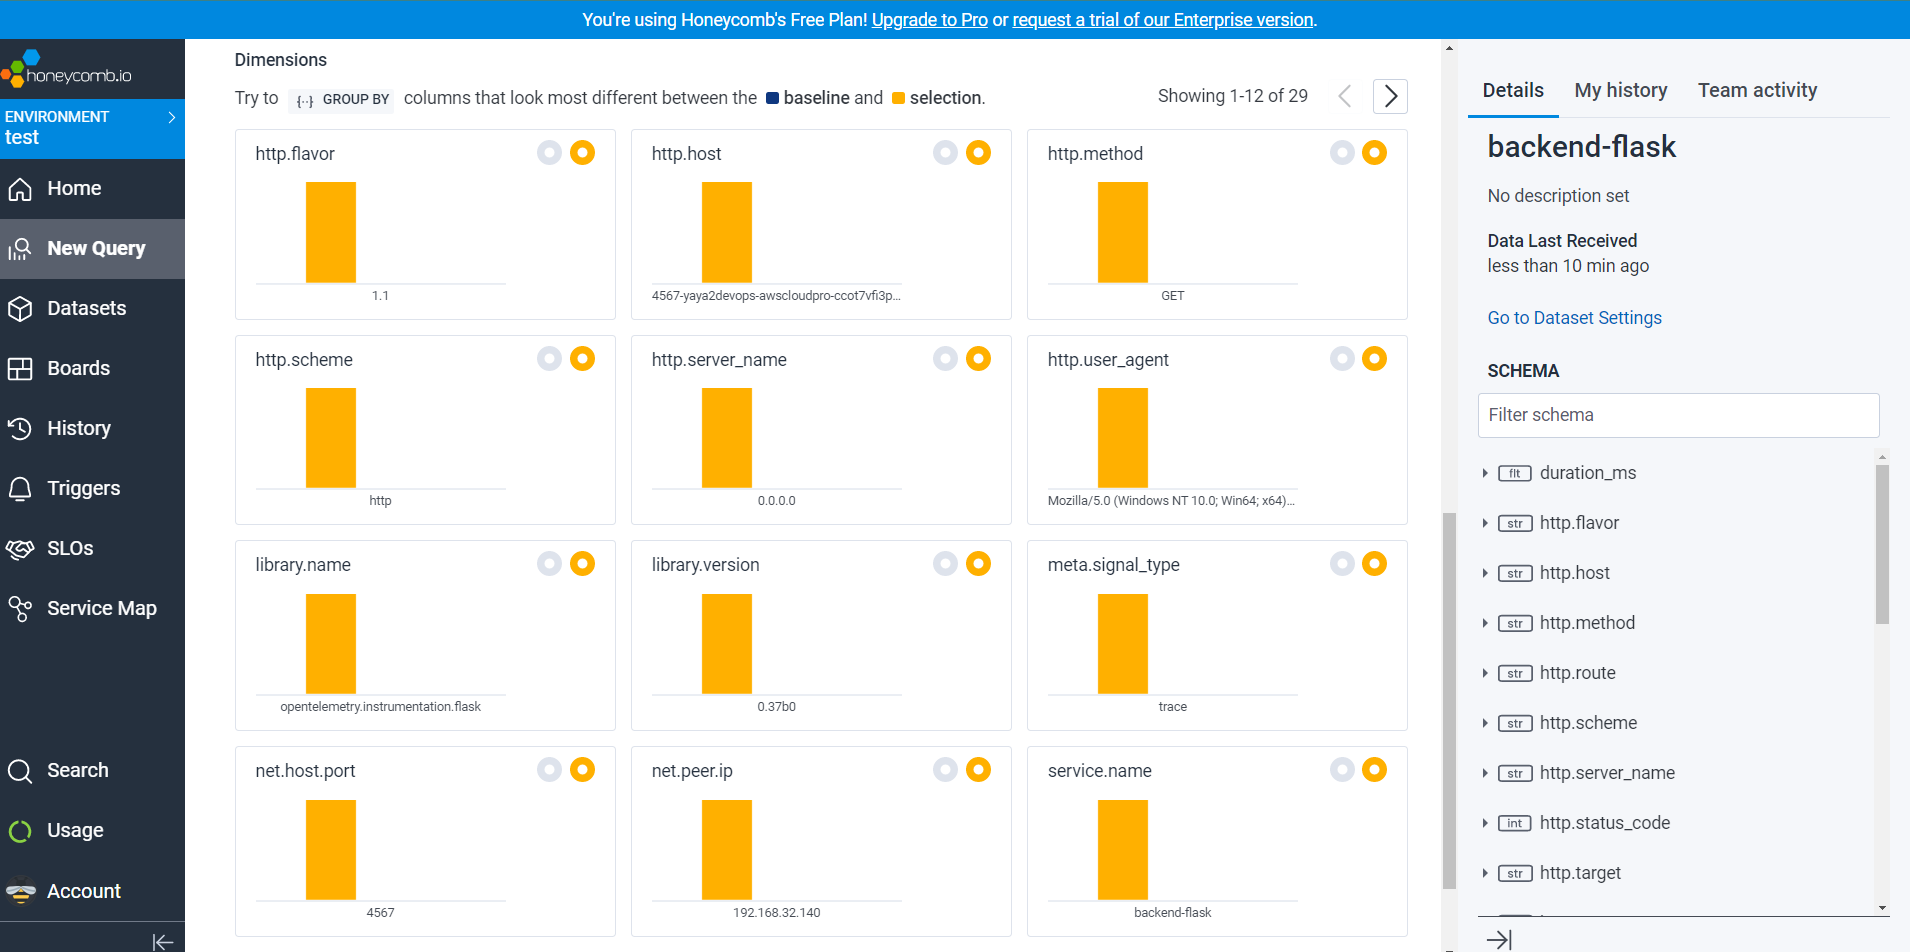 You're using Honeycomb's Free Plan! Upgrade to Pro or request a trial of our Enterprise version.
honeycomb.io
ENVIRONMENT
test
Home
New Query
Datasets
Boards
History
Triggers
SLOs
Service Map
Search
Usage
Account
Dimensions
Try to {··} GROUP BY columns that look most different between the baseline and selection.
Showing 1-12 of 29
http.flavor
1.1
http.host
4567-yaya2devops-awscloudpro-ccot7vfi3p...
http.method
GET
http.scheme
http
http.server_name
0.0.0.0
http.user_agent
Mozilla/5.0 (Windows NT 10.0; Win64; x64)...
library.name
opentelemetry.instrumentation.flask
library.version
0.37b0
meta.signal_type
trace
net.host.port
4567
net.peer.ip
192.168.32.140
service.name
backend-flask
Details My history Team activity
backend-flask
No description set
Data Last Received
less than 10 min ago
Go to Dataset Settings
SCHEMA
Filter schema
flt duration_ms
str http.flavor
str http.host
str http.method
str http.route
str http.scheme
str http.server_name
int http.status_code
str http.target